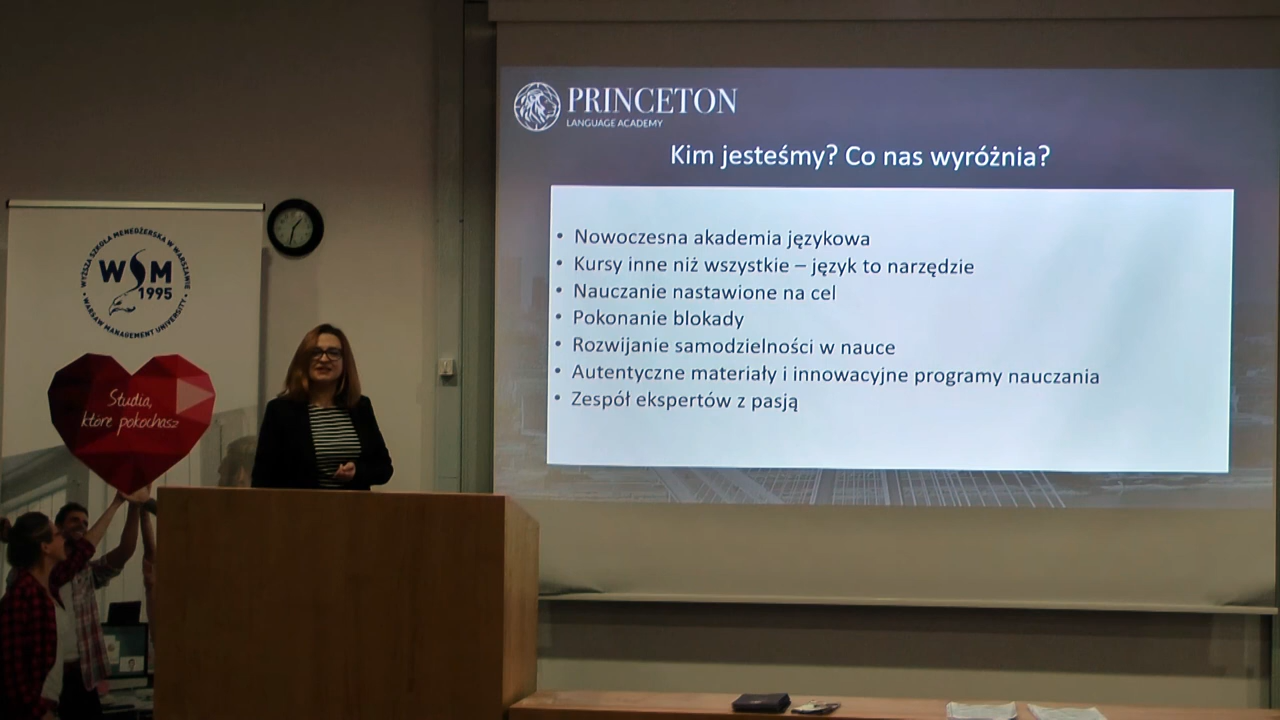 WYŻSZA SZKOŁA MENEDŻERSKA W WARSZAWIE
WSM
1995
WARSAW MANAGEMENT UNIVERSITY
Studia,
które pokochasz
PRINCETON
LANGUAGE ACADEMY
Kim jesteśmy? Co nas wyróżnia?
• Nowoczesna akademia językowa
• Kursy inne niż wszystkie – język to narzędzie
• Nauczanie nastawione na cel
• Pokonanie blokady
• Rozwijanie samodzielności w nauce
• Autentyczne materiały i innowacyjne programy nauczania
• Zespół ekspertów z pasją